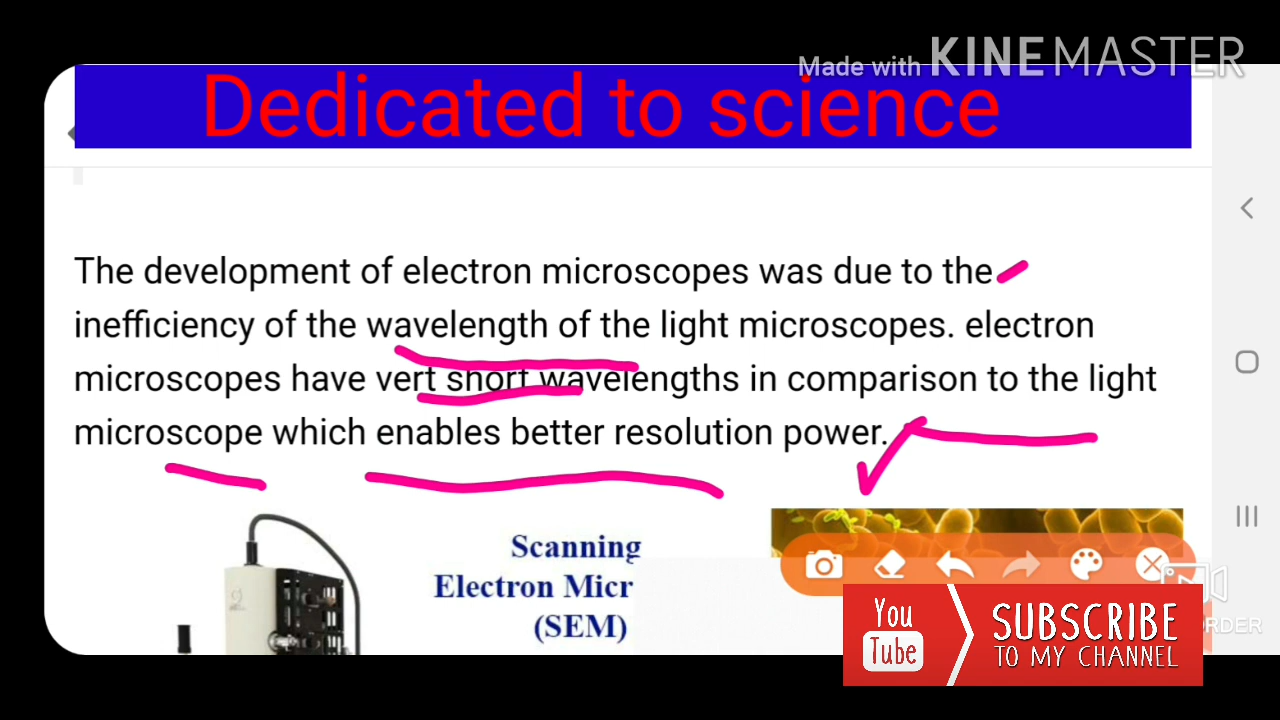 Made with KINEMASTER
Dedicated to science
The development of electron microscopes was due to the
inefficiency of the wavelength of the light microscopes. electron
microscopes have vert short wavelengths in comparison to the light
microscope which enables better resolution power.
Scanning
Electron Micr
(SEM)
You
Tube
SUBSCRIBE
TO MY CHANNEL